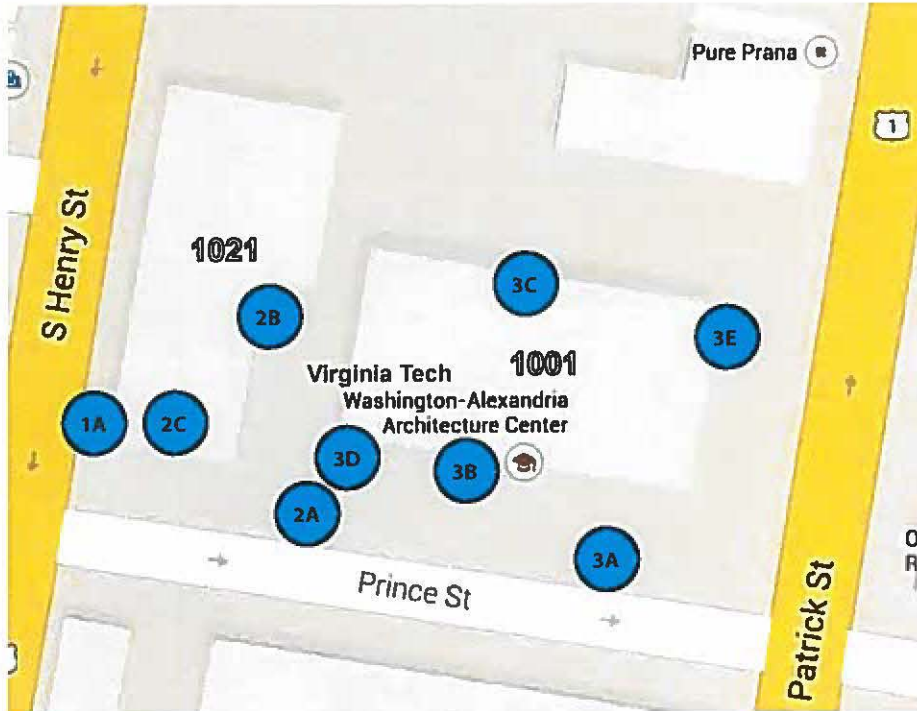 Pure Prana
1
S Henry St
1021
2B
3C
3E
1001
Virginia Tech
Washington-Alexandria
Architecture Center
1A
2C
3D
3B
2A
3A
Prince St
Patrick St
O
R